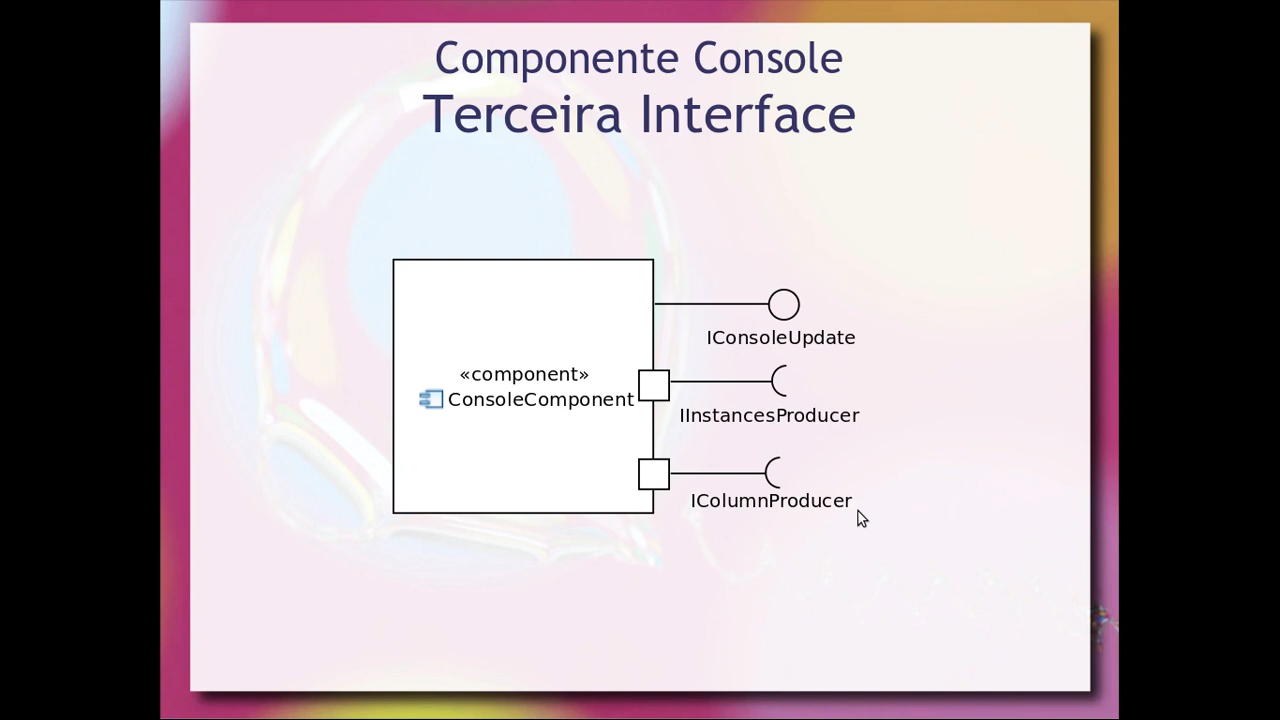 Componente Console
Terceira Interface
IConsoleUpdate
«component»
ConsoleComponent
IInstancesProducer
IColumnProducer